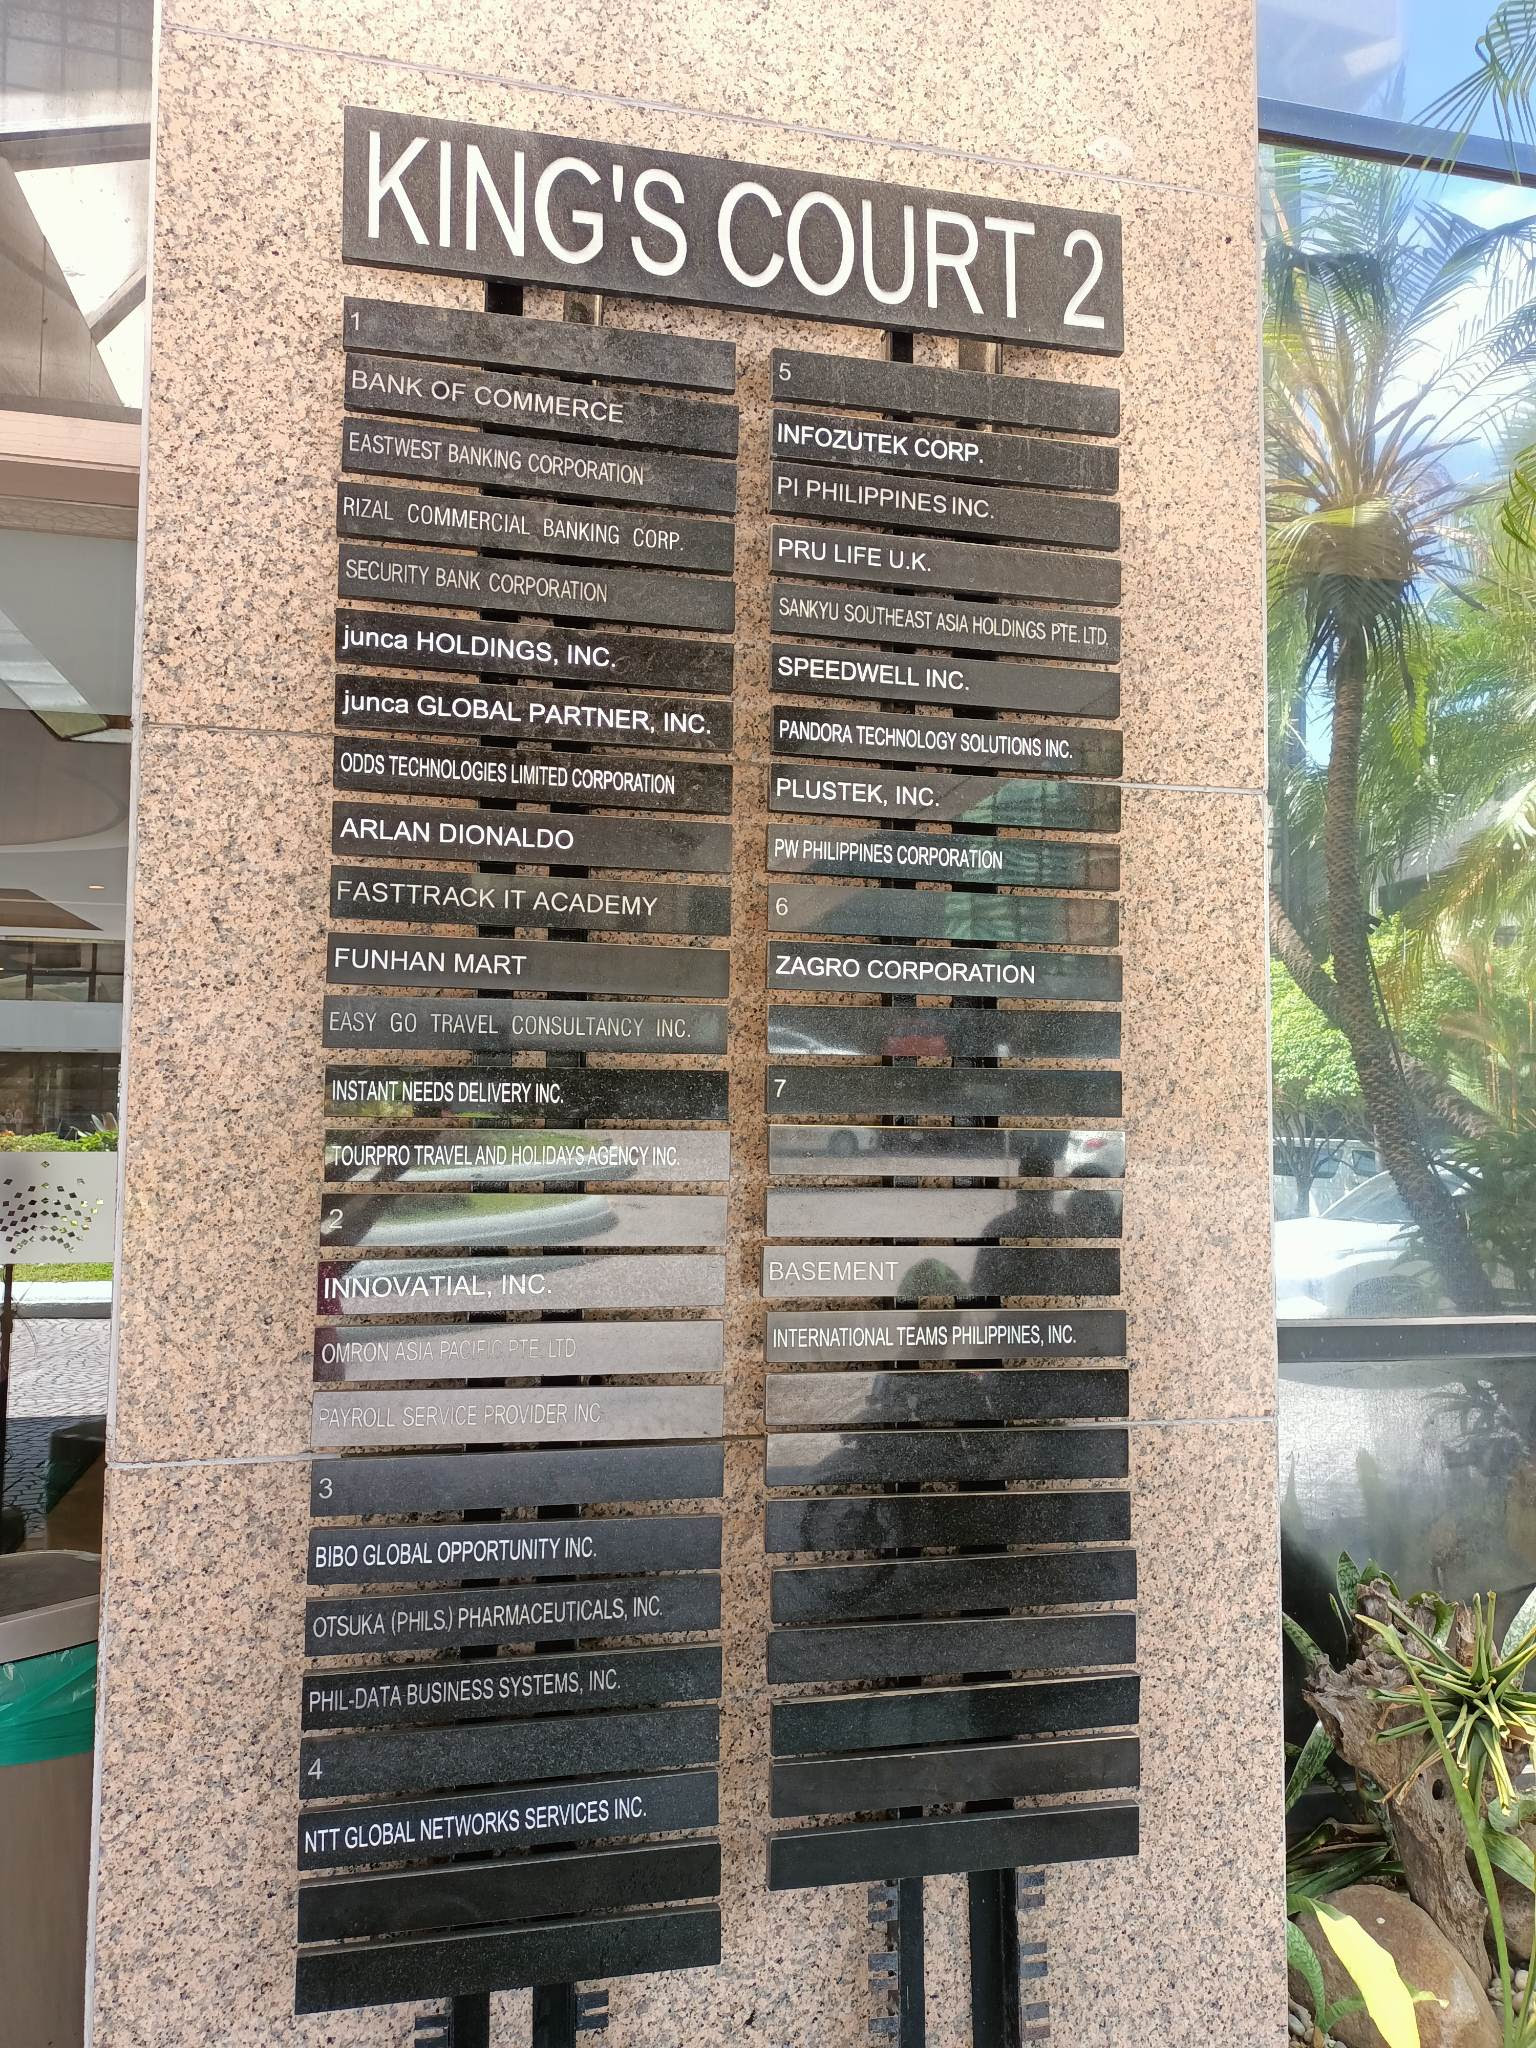 KING'S COURT 2
1
BANK OF COMMERCE
EASTWEST BANKING CORPORATION
RIZAL COMMERCIAL BANKING CORP.
SECURITY BANK CORPORATION
junca HOLDINGS, INC.
junca GLOBAL PARTNER, INC.
ODDS TECHNOLOGIES LIMITED CORPORATION
ARLAN DIONALDO
FASTTRACK IT ACADEMY
FUNHAN MART
EASY GO TRAVEL CONSULTANCY INC.
INSTANT NEEDS DELIVERY INC.
TOURPRO TRAVEL AND HOLIDAYS AGENCY INC.
2
INNOVATIAL, INC.
OMRON ASIA PACIFIC PTE. LTD
PAYROLL SERVICE PROVIDER INC
3
BIBO GLOBAL OPPORTUNITY INC.
OTSUKA (PHILS.) PHARMACEUTICALS, INC.
PHIL-DATA BUSINESS SYSTEMS, INC.
4
NTT GLOBAL NETWORKS SERVICES INC.
5
INFOZUTEK CORP.
PI PHILIPPINES INC.
PRU LIFE U.K.
SANKYU SOUTHEAST ASIA HOLDINGS PTE. LTD.
SPEEDWELL INC.
PANDORA TECHNOLOGY SOLUTIONS INC.
PLUSTEK, INC.
PW PHILIPPINES CORPORATION
6
ZAGRO CORPORATION
7
BASEMENT
INTERNATIONAL TEAMS PHILIPPINES, INC.